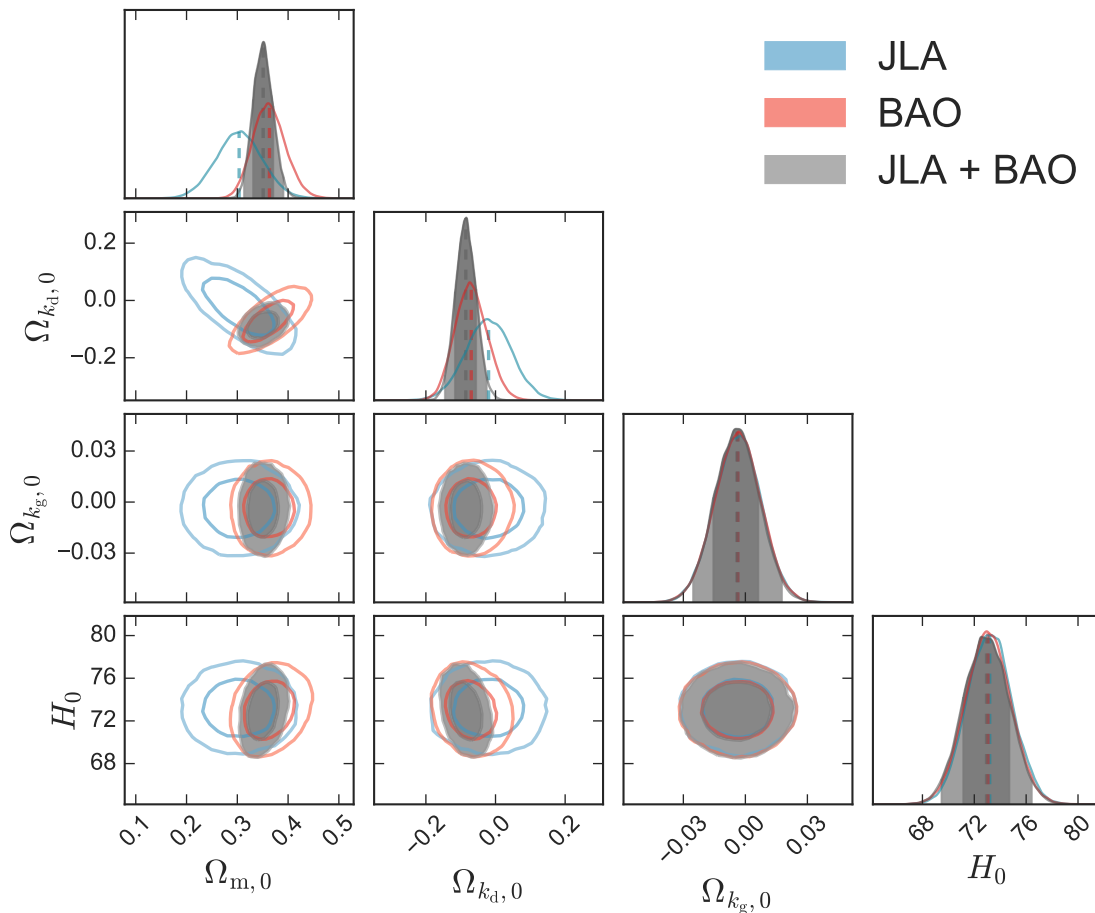 JLA
BAO
JLA + BAO
Ω_{k_d, 0}
0.2
0.0
−0.2
Ω_{k_g, 0}
0.03
0.00
−0.03
H_0
80
76
72
68
0.1 0.2 0.3 0.4 0.5
Ω_{m, 0}
−0.2 0.0 0.2
Ω_{k_d, 0}
−0.03 0.00 0.03
Ω_{k_g, 0}
68 72 76 80
H_0